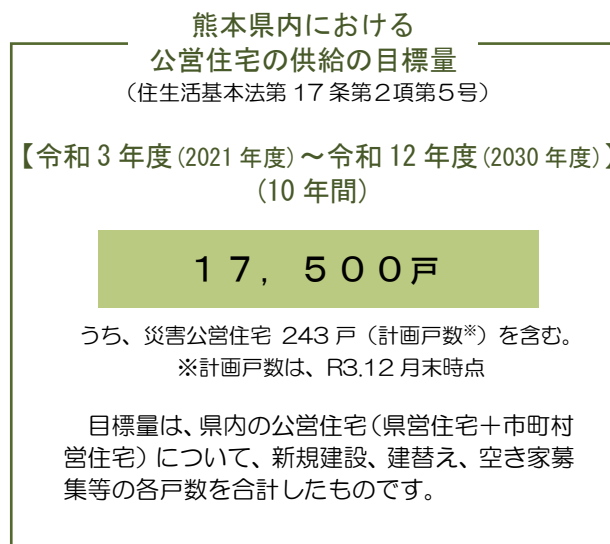 熊本県内における
公営住宅の供給の目標量
（住生活基本法第 17 条第２項第５号）
【令和 3 年度 (2021 年度) ～令和 12 年度 (2030 年度) 】
(10 年間)
１７，５００戸
うち、災害公営住宅 243 戸（計画戸数※）を含む。
※計画戸数は、R3.12 月末時点
目標量は、県内の公営住宅（県営住宅＋市町村
営住宅）について、新規建設、建替え、空き家募
集等の各戸数を合計したものです。